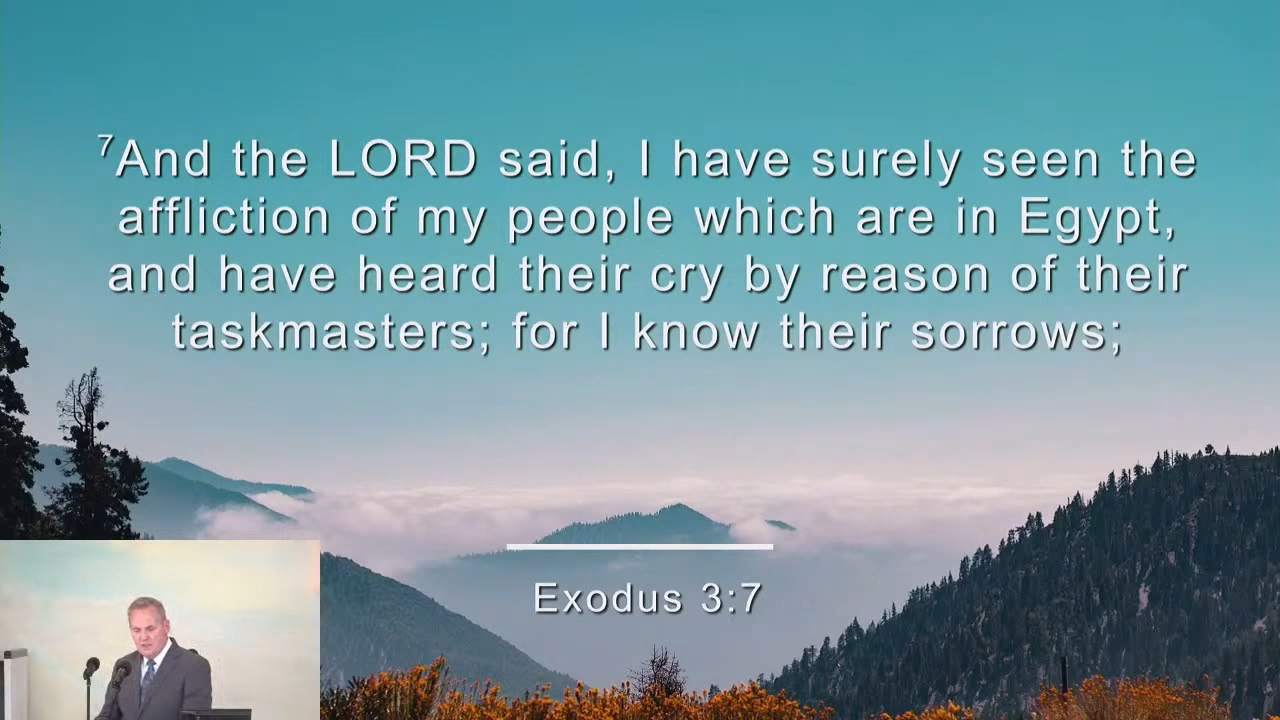 7And the LORD said, I have surely seen the
affliction of my people which are in Egypt,
and have heard their cry by reason of their
taskmasters; for I know their sorrows;
Exodus 3:7